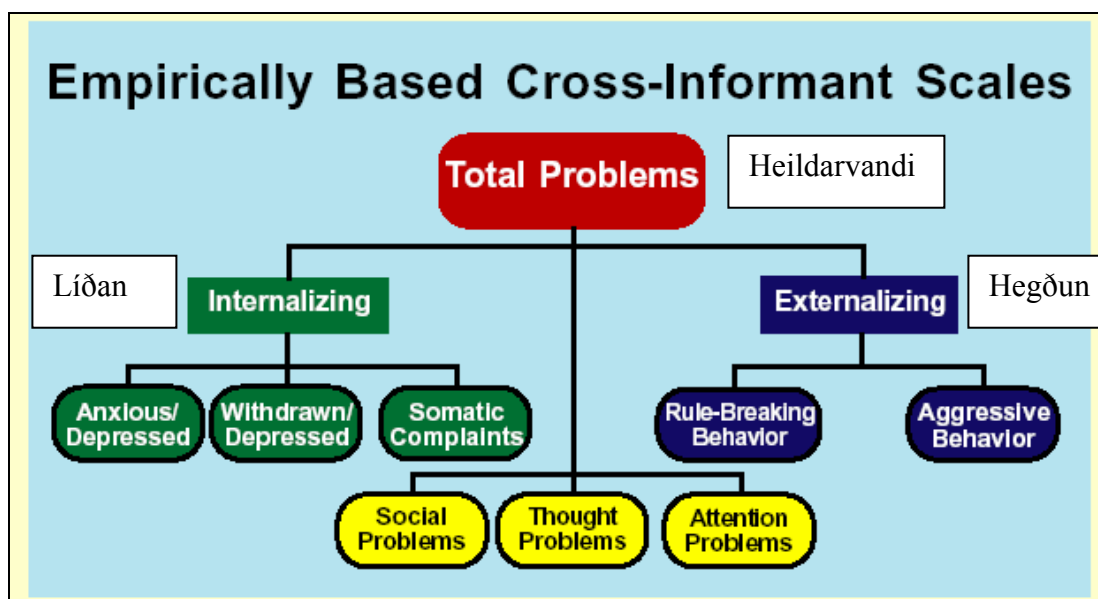 Empirically Based Cross-Informant Scales
Total Problems
Heildarvandi
Líðan
Internalizing
Externalizing
Hegðun
Anxious/
Depressed
Withdrawn/
Depressed
Somatic
Complaints
Rule-Breaking
Behavior
Aggressive
Behavior
Social
Problems
Thought
Problems
Attention
Problems